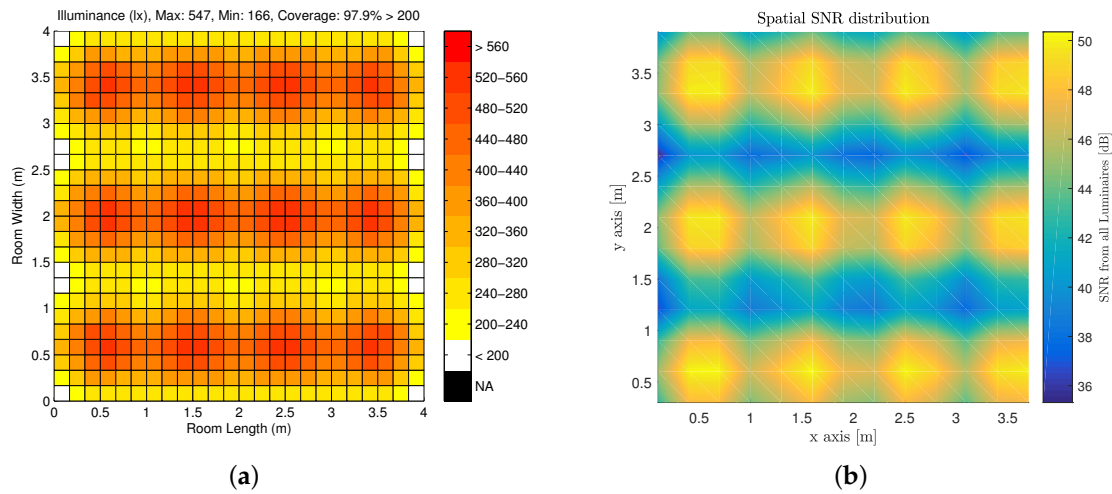 Illuminance (lx), Max: 547, Min: 166, Coverage: 97.9% > 200
4
3.5
3
2.5
2
1.5
1
0.5
0
Room Width (m)
0 0.5 1 1.5 2 2.5 3 3.5 4
Room Length (m)
> 560
520−560
480−520
440−480
400−440
360−400
320−360
280−320
240−280
200−240
< 200
NA
(a)
Spatial SNR distribution
3.5
3
2.5
2
1.5
1
0.5
y axis [m]
0.5 1 1.5 2 2.5 3 3.5
x axis [m]
50
48
46
44
42
40
38
36
SNR from all Luminaires [dB]
(b)